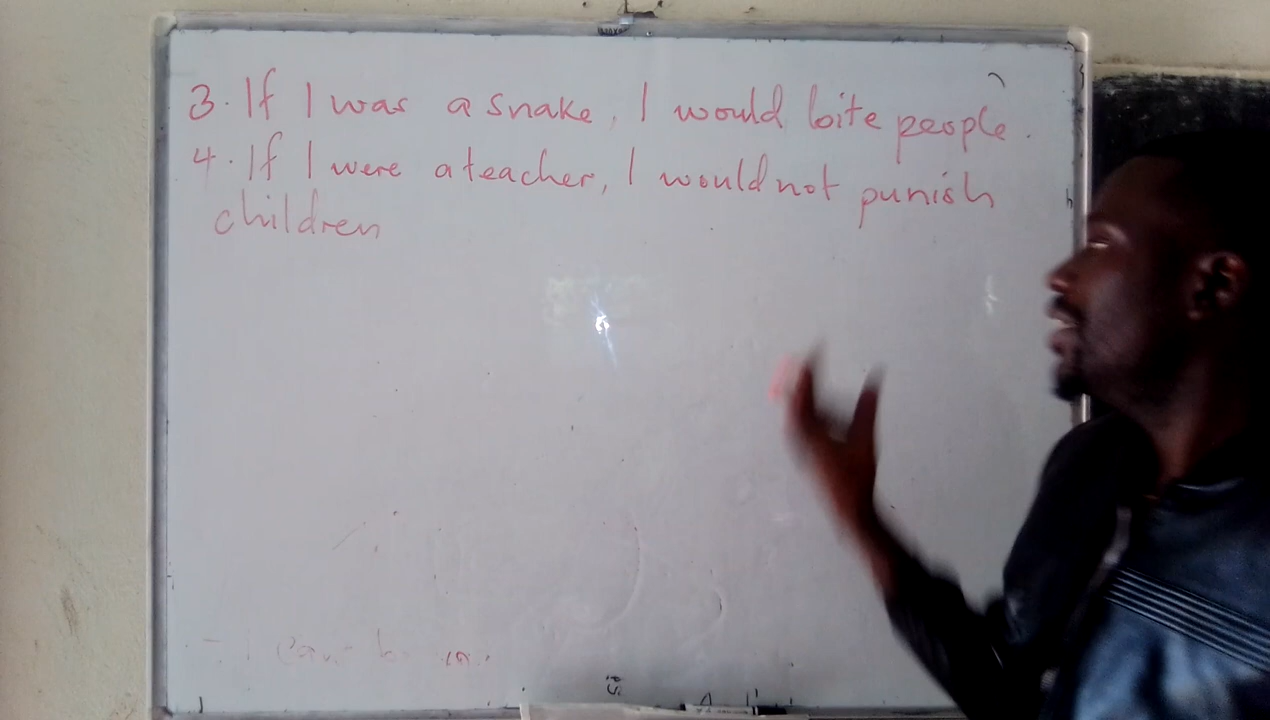 3. If I was a snake, I would bite people.
4. If I were a teacher, I would not punish
children